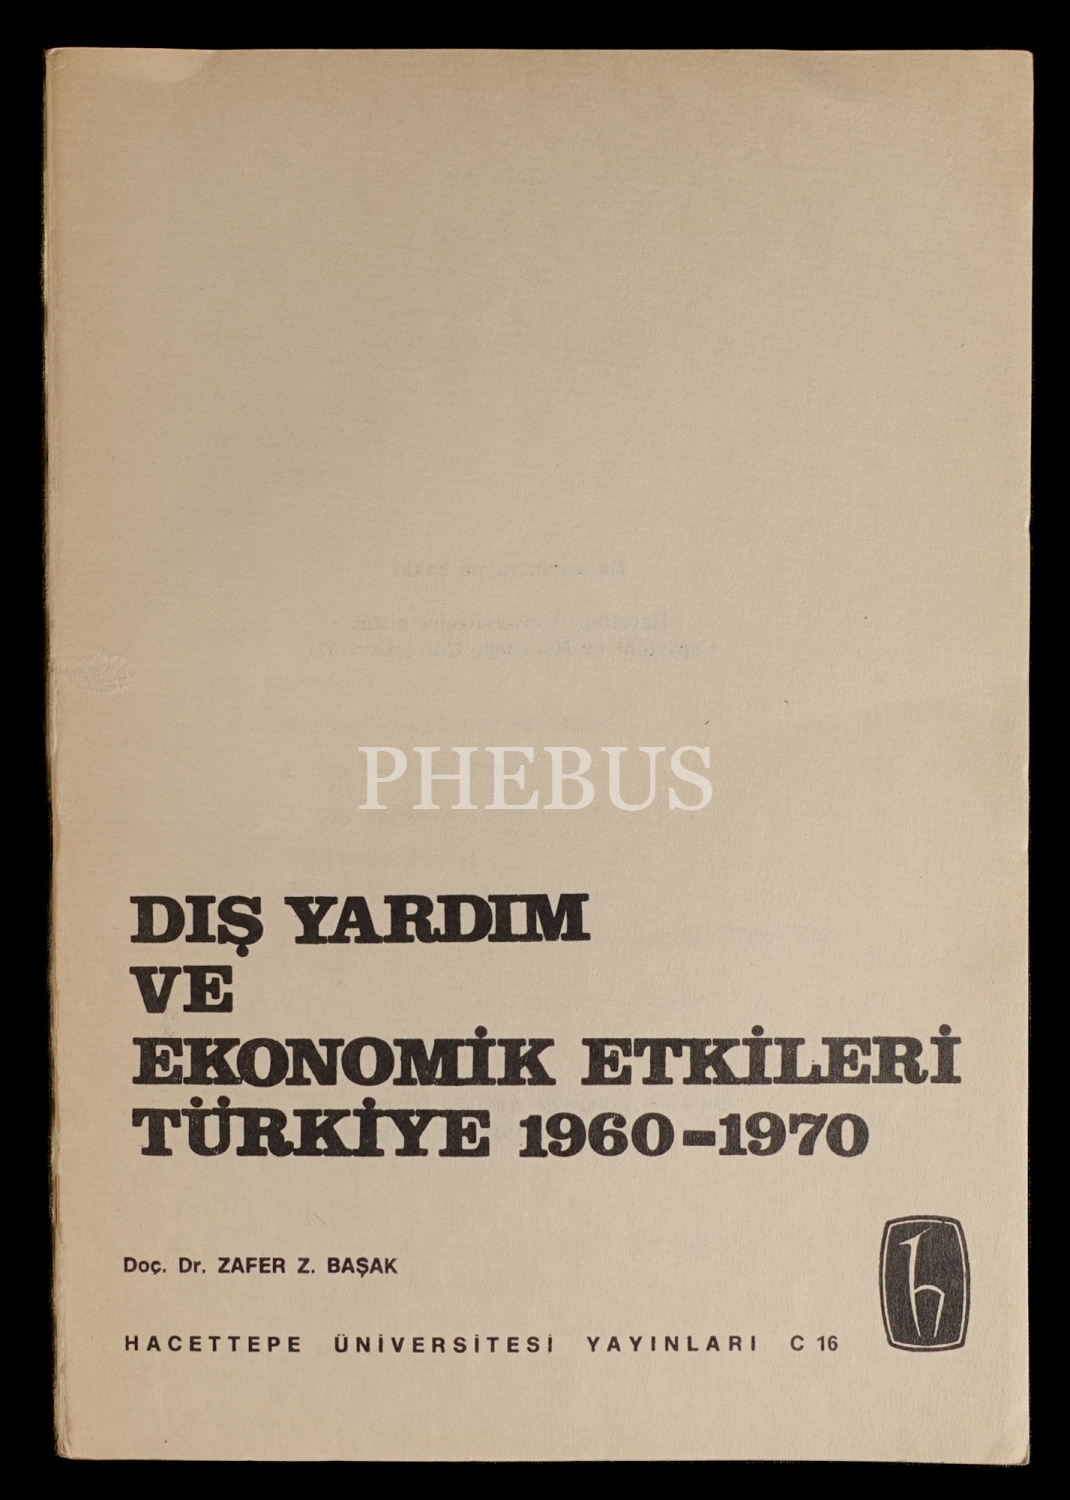 PHEBUS
DIŞ YARDIM
VE
EKONOMİK ETKİLERİ
TÜRKİYE 1960-1970
Doç. Dr. ZAFER Z. BAŞAK
HACETTEPE ÜNİVERSİTESİ YAYINLARI C 16